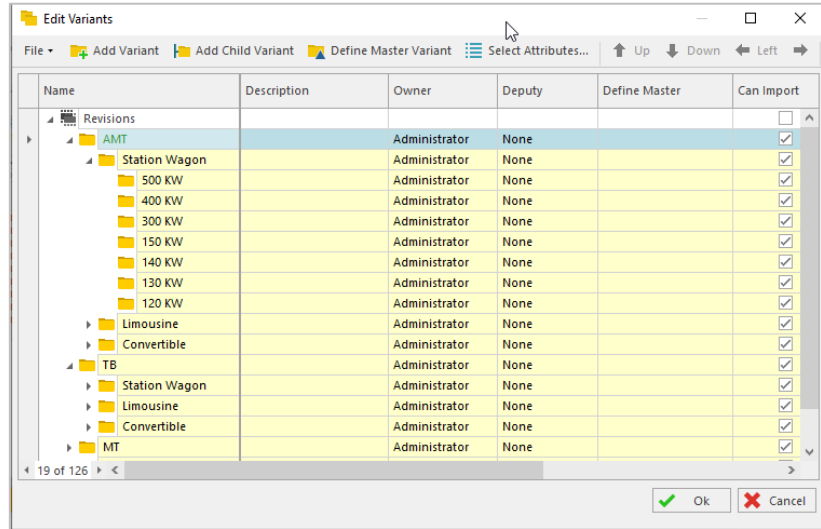 Edit Variants
File Add Variant Add Child Variant Define Master Variant Select Attributes... Up Down Left
Name Description Owner Deputy Define Master Can Import
Revisions
AMT Administrator None
Station Wagon Administrator None
500 KW Administrator None
400 KW Administrator None
300 KW Administrator None
150 KW Administrator None
140 KW Administrator None
130 KW Administrator None
120 KW Administrator None
Limousine Administrator None
Convertible Administrator None
TB Administrator None
Station Wagon Administrator None
Limousine Administrator None
Convertible Administrator None
MT Administrator None
19 of 126
Ok Cancel